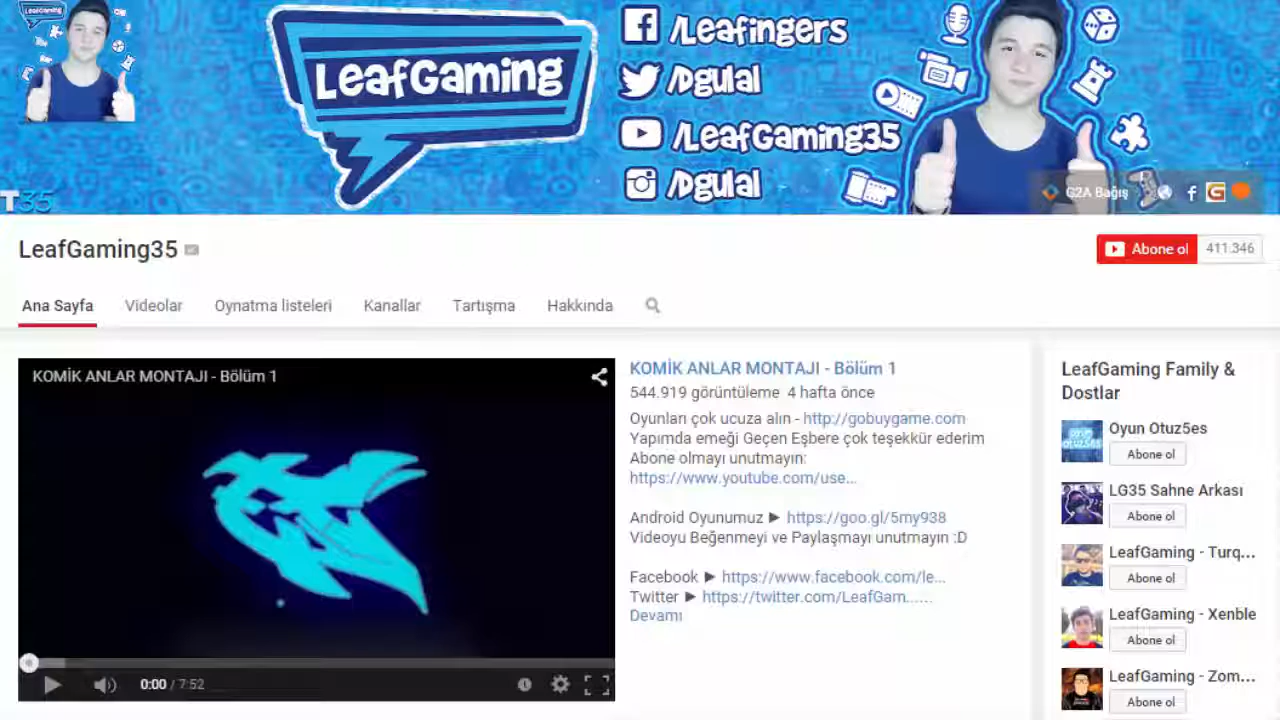 LeafGaming
LeafGaming
/Leafingers
/Dgulal
/LeafGaming35
/Dgulal
T35
G2A Bağış
LeafGaming35
Abone ol 411.346
Ana Sayfa Videolar Oynatma listeleri Kanallar Tartışma Hakkında
KOMİK ANLAR MONTAJI - Bölüm 1
0:00 / 7:52
KOMİK ANLAR MONTAJI - Bölüm 1
544.919 görüntüleme 4 hafta önce
Oyunları çok ucuza alın - http://gobuygame.com
Yapımda emeği Geçen Eşbere çok teşekkür ederim
Abone olmayı unutmayın:
https://www.youtube.com/use...
Android Oyunumuz ► https://goo.gl/5my938
Videoyu Beğenmeyi ve Paylaşmayı unutmayın :D
Facebook ► https://www.facebook.com/le...
Twitter ► https://twitter.com/LeafGam......
Devamı
LeafGaming Family &
Dostlar
Oyun Otuz5es
Abone ol
LG35 Sahne Arkası
Abone ol
LeafGaming - Turq...
Abone ol
LeafGaming - Xenble
Abone ol
LeafGaming - Zom...
Abone ol